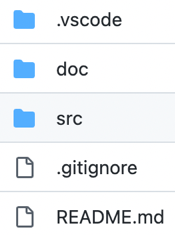 .vscode
doc
src
.gitignore
README.md